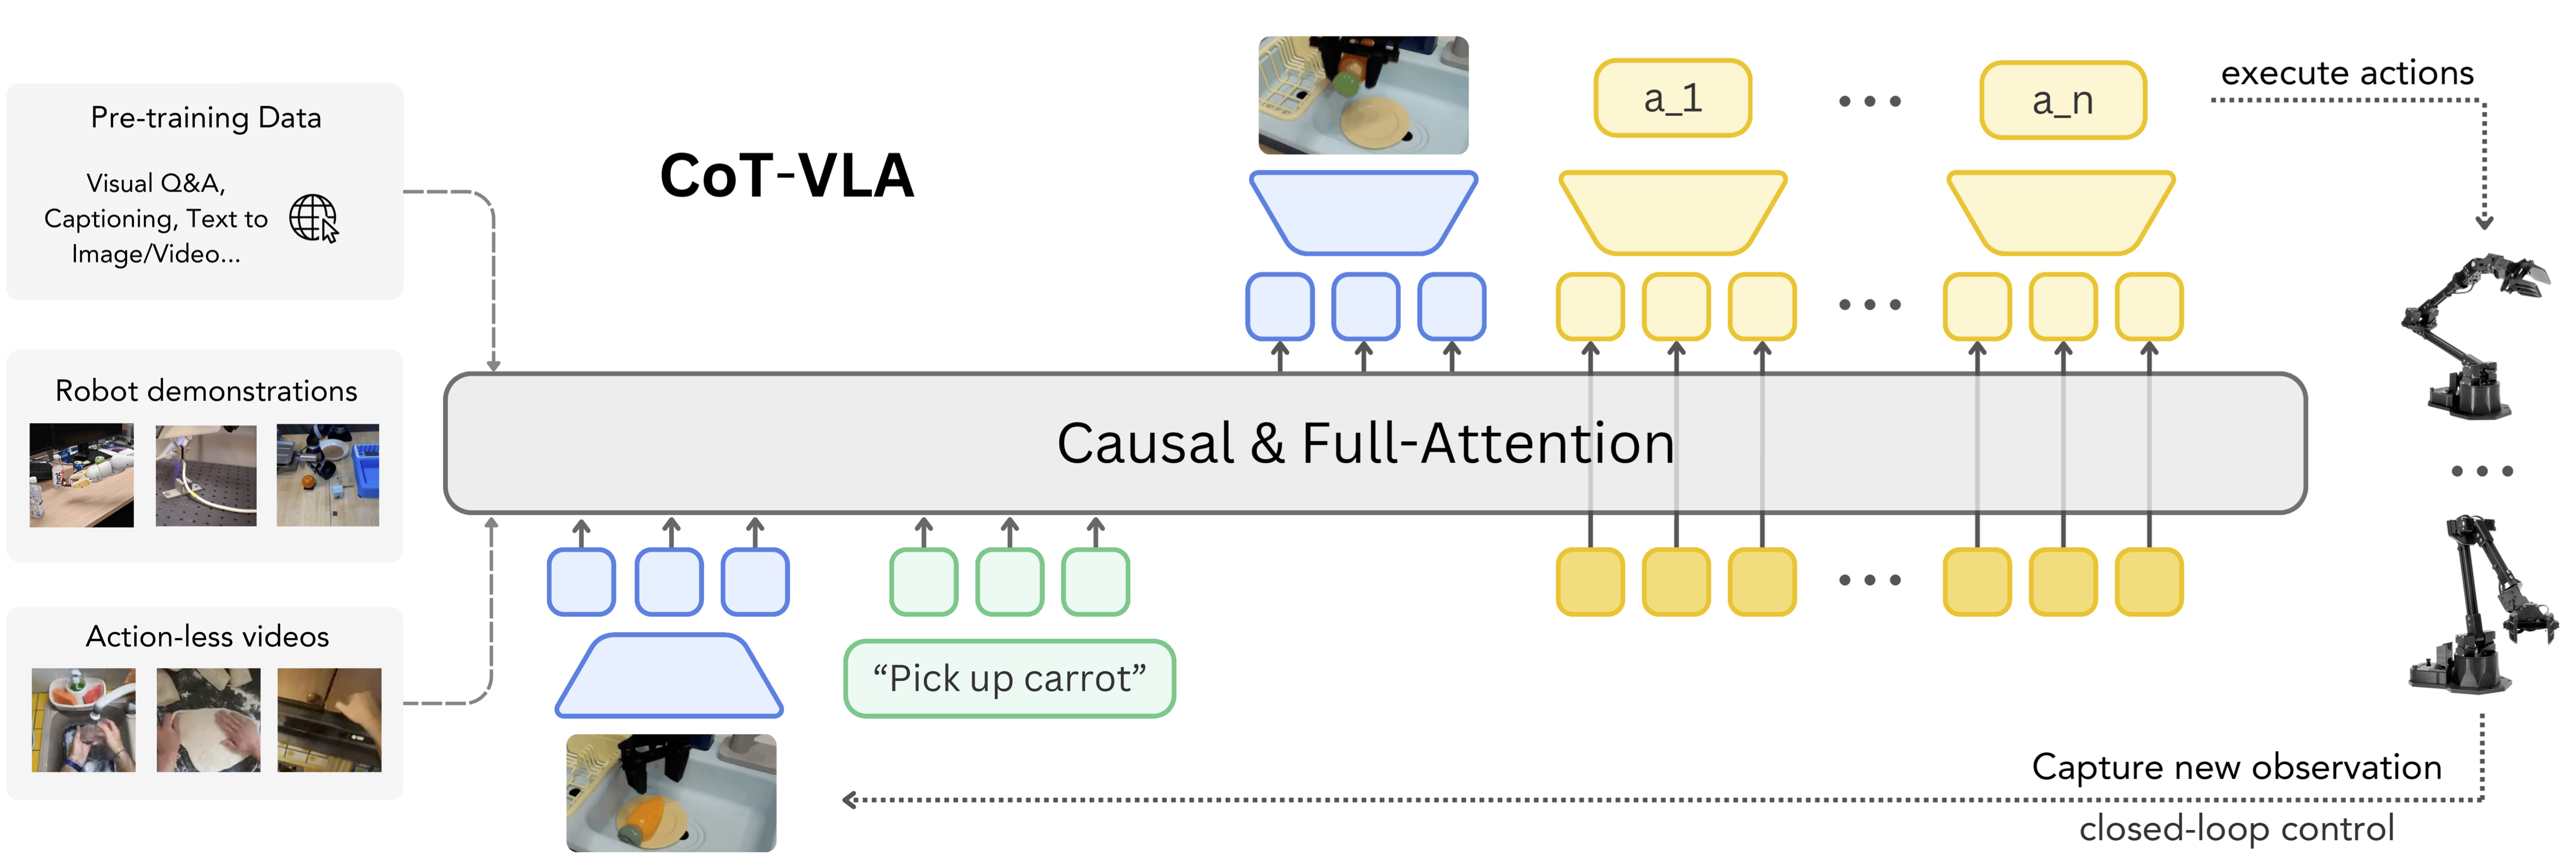 Pre-training Data
Visual Q&A,
Captioning, Text to
Image/Video...
Robot demonstrations
Action-less videos
CoT-VLA
Causal & Full-Attention
“Pick up carrot”
a_1
a_n
execute actions
Capture new observation
closed-loop control